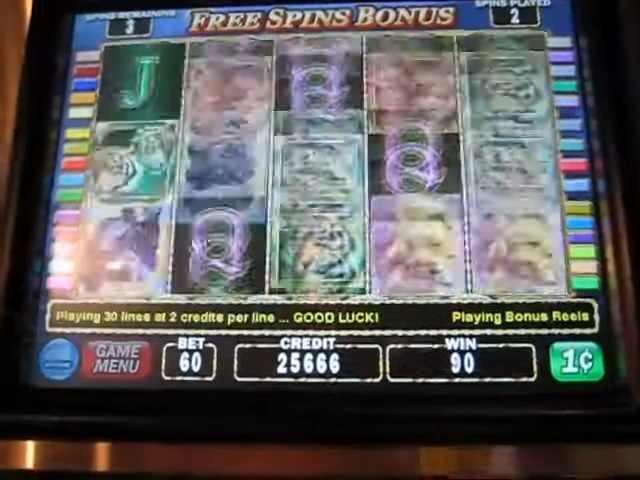 SPINS REMAINING
3
FREE SPINS BONUS
SPINS PLAYED
2
J
Q
Q
Q
Playing 30 lines at 2 credits per line ... GOOD LUCK! Playing Bonus Reels
GAME MENU
BET
60
CREDIT
25666
WIN
90
1¢